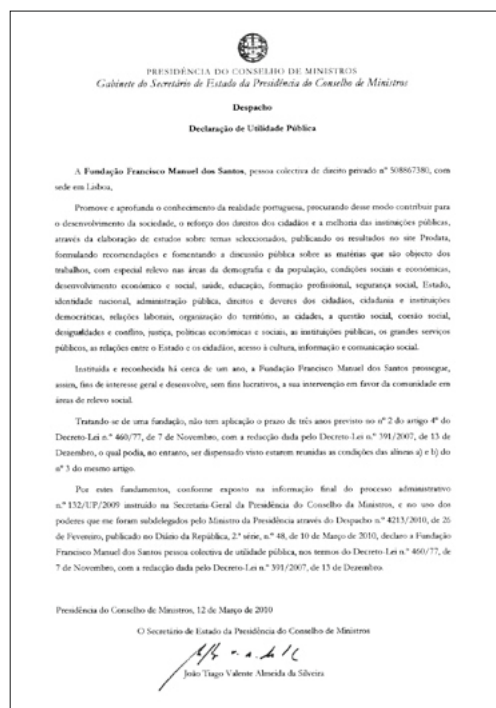 PRESIDÊNCIA DO CONSELHO DE MINISTROS
Gabinete do Secretário de Estado da Presidência do Conselho de Ministros
Despacho
Declaração de Utilidade Pública
A Fundação Francisco Manuel dos Santos, pessoa colectiva de direito privado nº 508867380, com
sede em Lisboa,
Promove e aprofunda o conhecimento da realidade portuguesa, procurando desse modo contribuir para
o desenvolvimento da sociedade, o reforço dos direitos dos cidadãos e a melhoria das instituições públicas,
através da elaboração de estudos sobre temas seleccionados, publicando os resultados no site Prodata,
formulando recomendações e fomentando a discussão pública sobre as matérias que são objecto dos
trabalhos, com especial relevo nas áreas da demografia e da população, condições sociais e económicas,
desenvolvimento económico e social, saúde, educação, formação profissional, segurança social, Estado,
identidade nacional, administração pública, direitos e deveres dos cidadãos, cidadania e instituições
democráticas, relações laborais, organização do território, as cidades, a questão social, coesão social,
desigualdades e conflito, justiça, políticas económicas e sociais, as instituições públicas, os grandes serviços
públicos, as relações entre o Estado e os cidadãos, acesso à cultura, informação e comunicação social.
Instituída e reconhecida há cerca de um ano, a Fundação Francisco Manuel dos Santos prossegue,
assim, fins de interesse geral e desenvolve, sem fins lucrativos, a sua intervenção em favor da comunidade em
áreas de relevo social.
Tratando-se de uma fundação, não tem aplicação o prazo de três anos previsto no nº 2 do artigo 4º do
Decreto-Lei n.º 460/77, de 7 de Novembro, com a redacção dada pelo Decreto-Lei n.º 391/2007, de 13 de
Dezembro, o qual podia, no entanto, ser dispensado visto estarem reunidas as condições das alíneas a) e b) do
nº 3 do mesmo artigo.
Por estes fundamentos, conforme exposto na informação final do processo administrativo
n.º 132/UP/2009 instruído na Secretaria-Geral da Presidência do Conselho da Ministros, e no uso dos
poderes que me foram subdelegados pelo Ministro da Presidência através do Despacho n.º 4213/2010, de 26
de Fevereiro, publicado no Diário da República, 2.ª série, n.º 48, de 10 de Março de 2010, declaro a Fundação
Francisco Manuel dos Santos pessoa colectiva de utilidade pública, nos termos do Decreto-Lei n.º 460/77, de
7 de Novembro, com a redacção dada pelo Decreto-Lei n.º 391/2007, de 13 de Dezembro.
Presidência do Conselho de Ministros, 12 de Março de 2010
O Secretário de Estado da Presidência do Conselho de Ministros
João Tiago Valente Almeida da Silveira